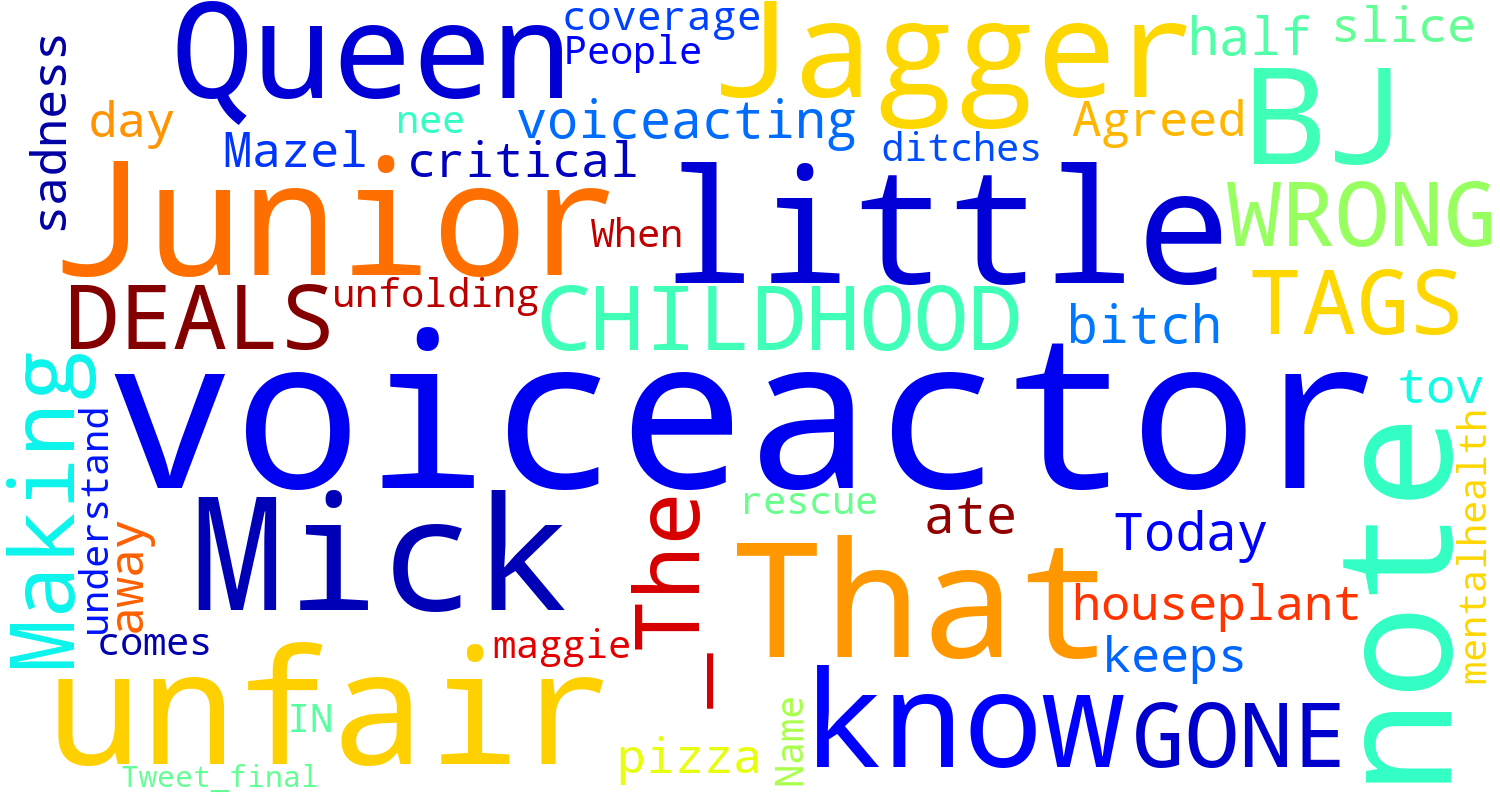 coverage
Queen
Jagger
People
half
slice
sadness
day
nee
voiceacting
Agreed
BJ
Mazel
critical
ditches
Junior
When
little
WRONG
DEALS
unfolding
CHILDHOOD
bitch
TAGS
voiceactor
Making
understand
away
tov
note
mentalhealth
Mick
rescue
ate
Today
_The
That
houseplant
comes
maggie
keeps
unfair
IN
know
GONE
pizza
Name
Tweet_final